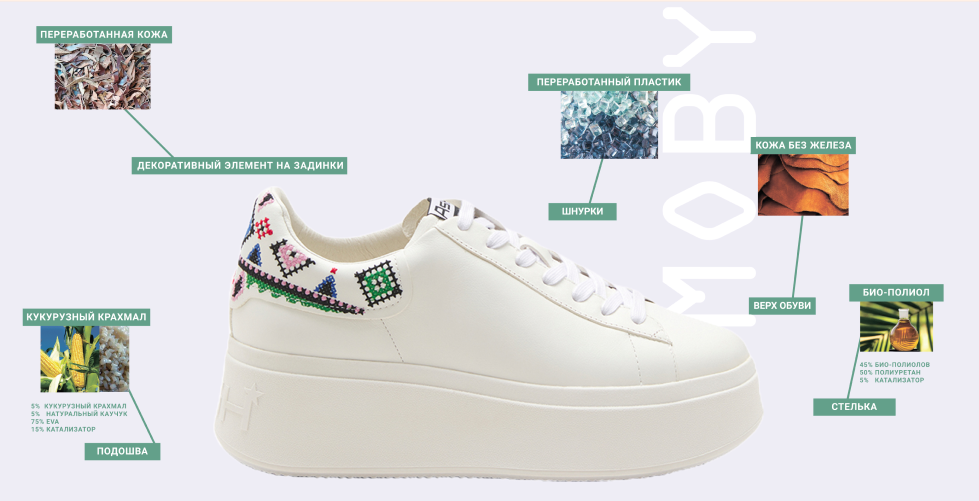 ПЕРЕРАБОТАННАЯ КОЖА
ДЕКОРАТИВНЫЙ ЭЛЕМЕНТ НА ЗАДИНКИ
ПЕРЕРАБОТАННЫЙ ПЛАСТИК
ШНУРКИ
MOBY
КОЖА БЕЗ ЖЕЛЕЗА
ВЕРХ ОБУВИ
КУКУРУЗНЫЙ КРАХМАЛ
5% КУКУРУЗНЫЙ КРАХМАЛ
5% НАТУРАЛЬНЫЙ КАУЧУК
75% EVA
15% КАТАЛИЗАТОР
ПОДОШВА
БИО-ПОЛИОЛ
45% БИО-ПОЛИОЛОВ
50% ПОЛИУРЕТАН
5% КАТАЛИЗАТОР
СТЕЛЬКА